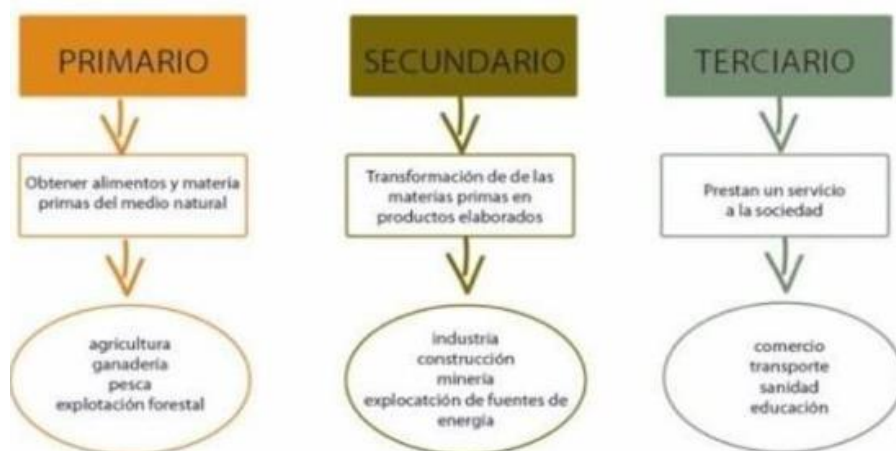 PRIMARIO
Obtener alimentos y materia
primas del medio natural
agricultura
ganadería
pesca
explotación forestal
SECUNDARIO
Transformación de de las
materias primas en
productos elaborados
industria
construcción
minería
explocatción de fuentes de
energía
TERCIARIO
Prestan un servicio
a la sociedad
comercio
transporte
sanidad
educación